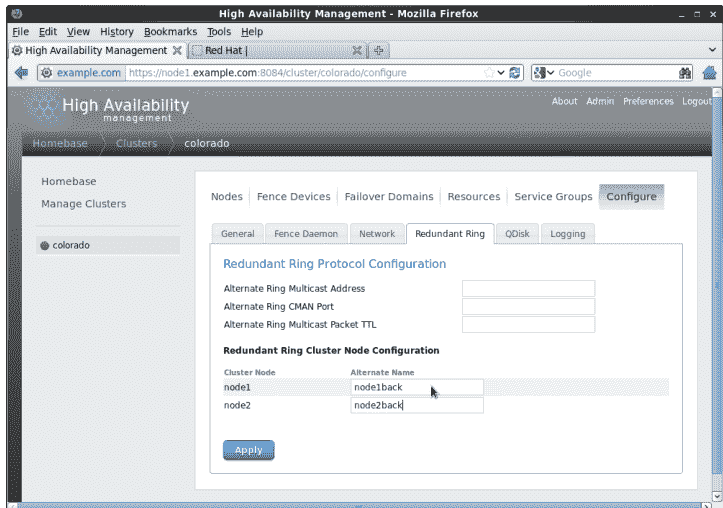 High Availability Management - Mozilla Firefox
File Edit View History Bookmarks Tools Help
High Availability Management Red Hat |
example.com https://node1.example.com:8084/cluster/colorado/configure Google
High Availability
management
About Admin Preferences Logout
Homebase Clusters colorado
Homebase
Manage Clusters
colorado
Nodes Fence Devices Failover Domains Resources Service Groups Configure
General Fence Daemon Network Redundant Ring QDisk Logging
Redundant Ring Protocol Configuration
Alternate Ring Multicast Address
Alternate Ring CMAN Port
Alternate Ring Multicast Packet TTL
Redundant Ring Cluster Node Configuration
Cluster Node Alternate Name
node1 node1back
node2 node2back
Apply